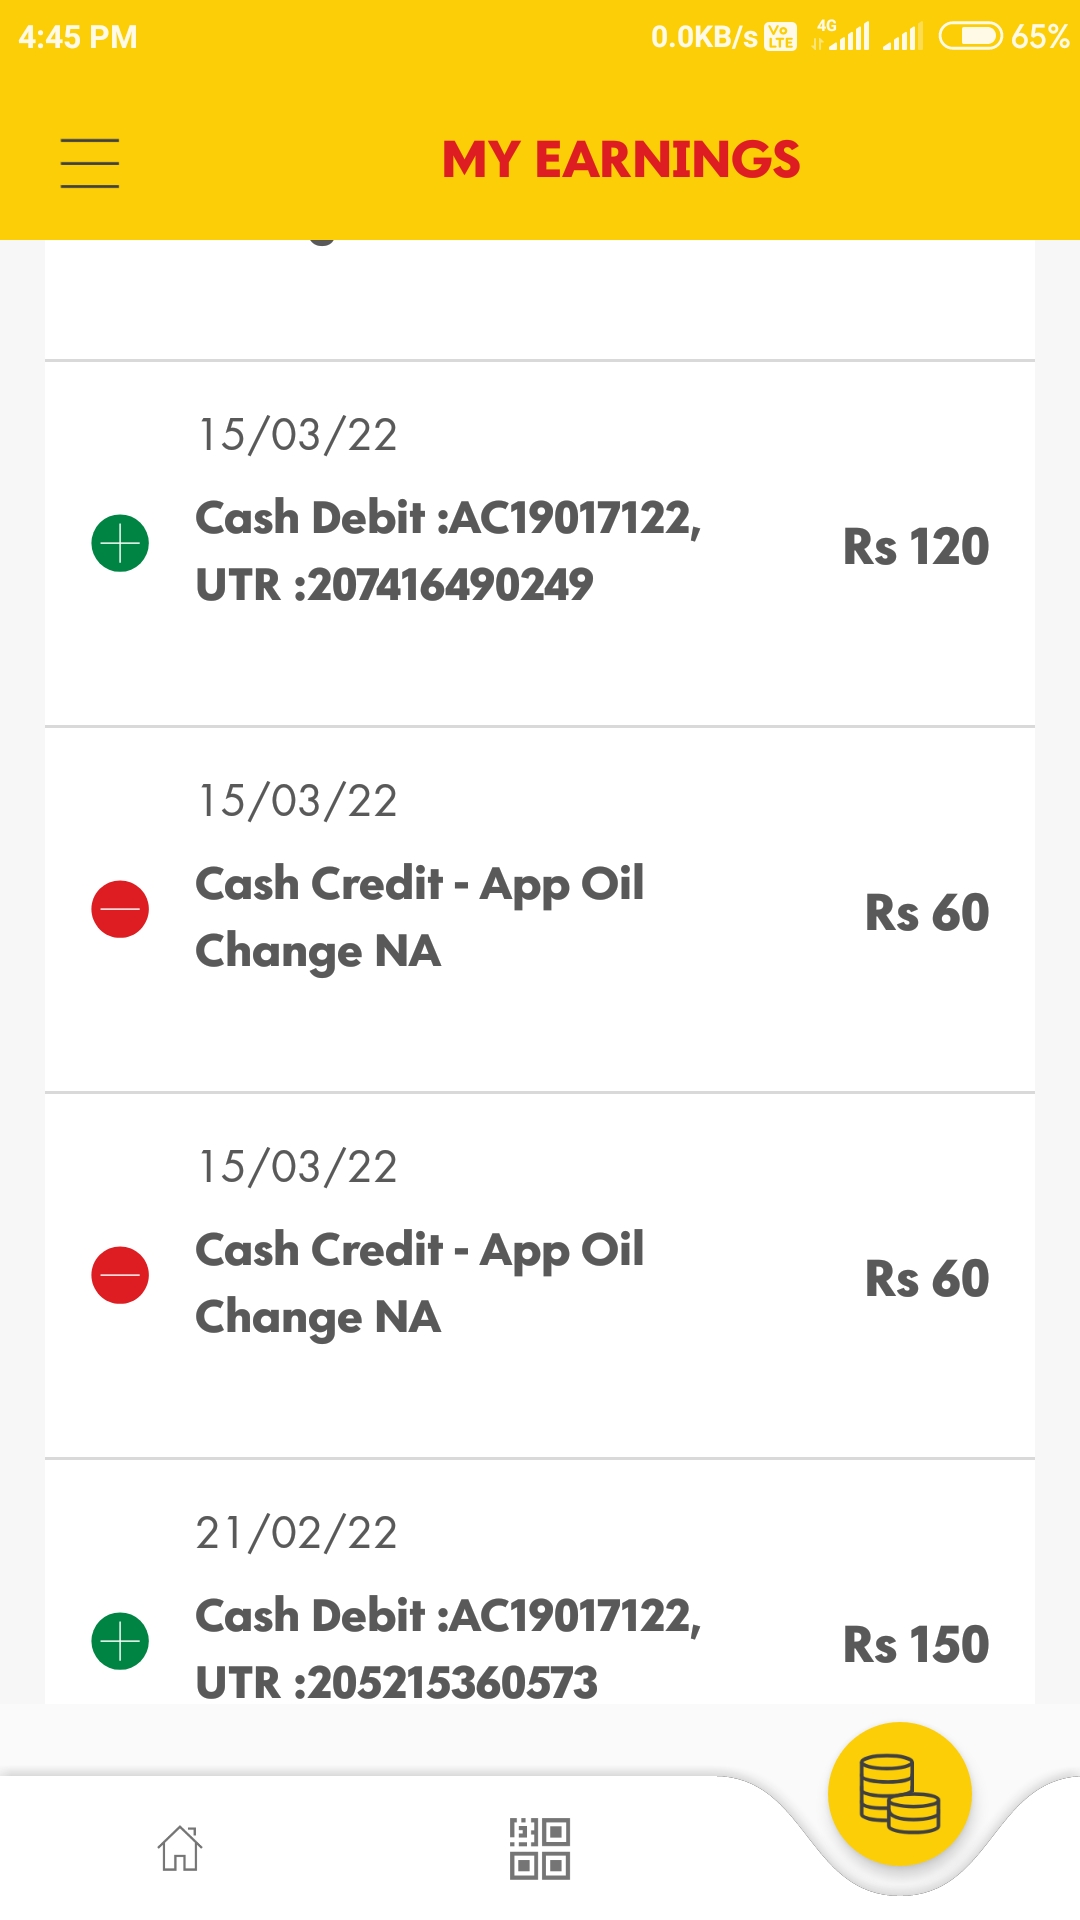 4:45 PM
0.0KB/s Vo LTE 4G 65%
MY EARNINGS
15/03/22
Cash Debit :AC19017122,
UTR :207416490249
Rs 120
15/03/22
Cash Credit - App Oil
Change NA
Rs 60
15/03/22
Cash Credit - App Oil
Change NA
Rs 60
21/02/22
Cash Debit :AC19017122,
UTR :205215360573
Rs 150